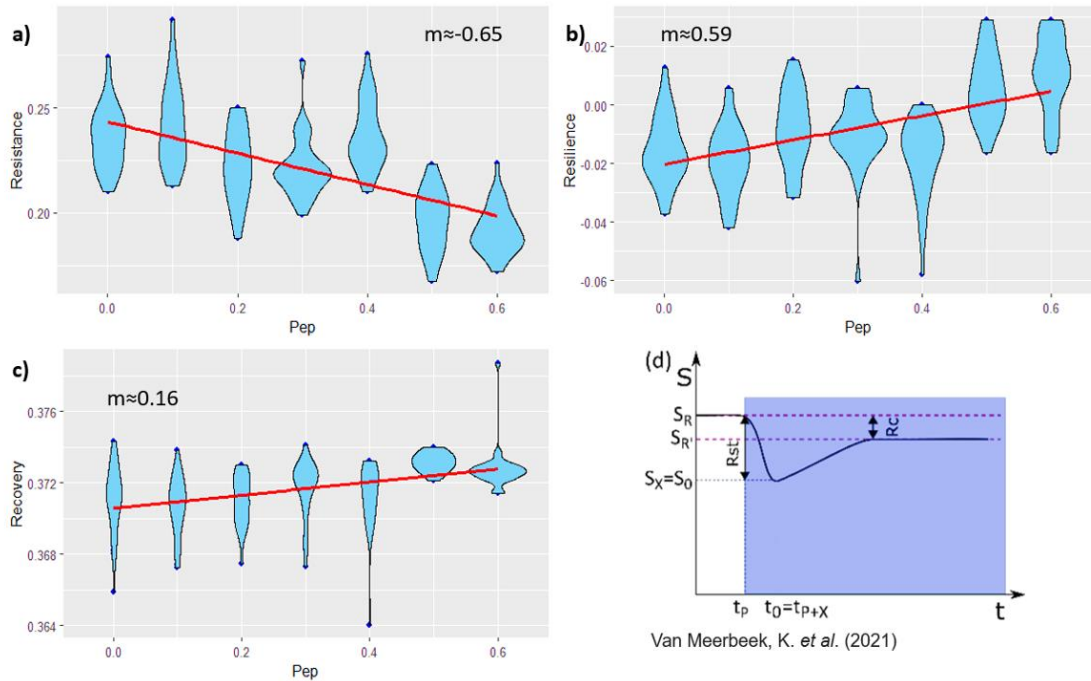 a)
m≈-0.65
Resistance
0.25
0.20
0.0 0.2 0.4 0.6
Pep
b)
m≈0.59
Resilience
0.02
0.00
-0.02
-0.04
-0.06
0.0 0.2 0.4 0.6
Pep
c)
m≈0.16
Recovery
0.376
0.372
0.368
0.364
0.0 0.2 0.4 0.6
Pep
(d)
S
S_R
S_R'
S_X=S_0
Rst
Rc
t_P
t_0=t_P+X
t
Van Meerbeek, K. et al. (2021)